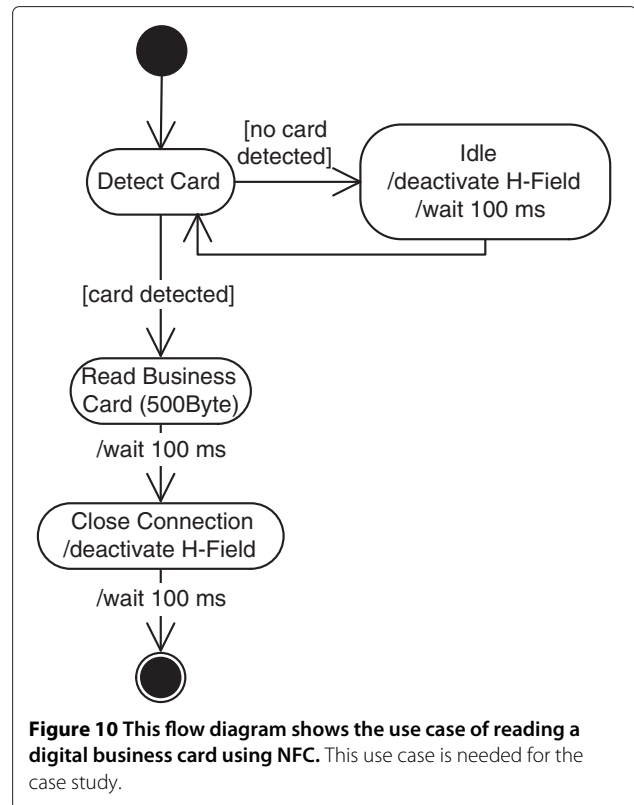 [no card
detected]
Detect Card
Idle
/deactivate H-Field
/wait 100 ms
[card detected]
Read Business
Card (500Byte)
/wait 100 ms
Close Connection
/deactivate H-Field
/wait 100 ms
Figure 10 This flow diagram shows the use case of reading a
digital business card using NFC. This use case is needed for the
case study.